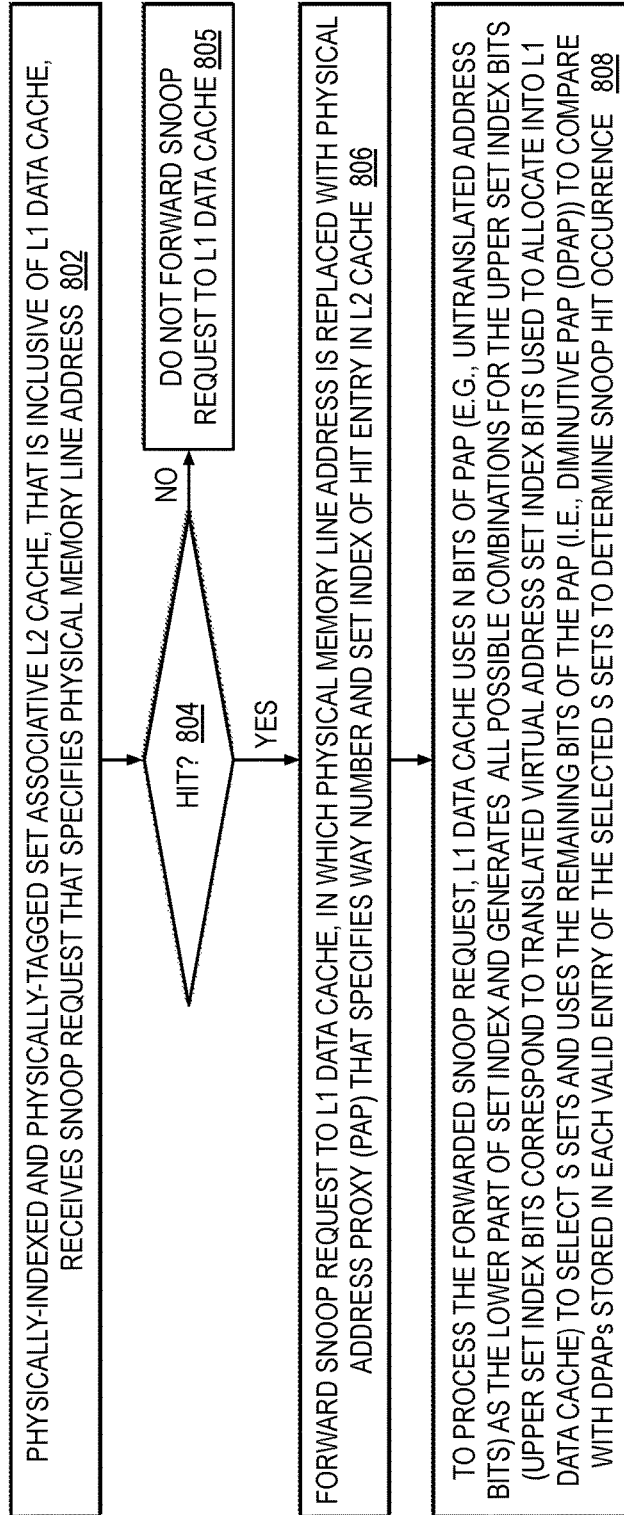 PHYSICALLY-INDEXED AND PHYSICALLY-TAGGED SET ASSOCIATIVE L2 CACHE, THAT IS INCLUSIVE OF L1 DATA CACHE,
RECEIVES SNOOP REQUEST THAT SPECIFIES PHYSICAL MEMORY LINE ADDRESS 802
HIT? 804
NO
DO NOT FORWARD SNOOP
REQUEST TO L1 DATA CACHE 805
YES
FORWARD SNOOP REQUEST TO L1 DATA CACHE, IN WHICH PHYSICAL MEMORY LINE ADDRESS IS REPLACED WITH PHYSICAL
ADDRESS PROXY (PAP) THAT SPECIFIES WAY NUMBER AND SET INDEX OF HIT ENTRY IN L2 CACHE 806
TO PROCESS THE FORWARDED SNOOP REQUEST, L1 DATA CACHE USES N BITS OF PAP (E.G., UNTRANSLATED ADDRESS
BITS) AS THE LOWER PART OF SET INDEX AND GENERATES ALL POSSIBLE COMBINATIONS FOR THE UPPER SET INDEX BITS
(UPPER SET INDEX BITS CORRESPOND TO TRANSLATED VIRTUAL ADDRESS SET INDEX BITS USED TO ALLOCATE INTO L1
DATA CACHE) TO SELECT S SETS AND USES THE REMAINING BITS OF THE PAP (I.E., DIMINUTIVE PAP (DPAP)) TO COMPARE
WITH DPAPs STORED IN EACH VALID ENTRY OF THE SELECTED S SETS TO DETERMINE SNOOP HIT OCCURRENCE 808